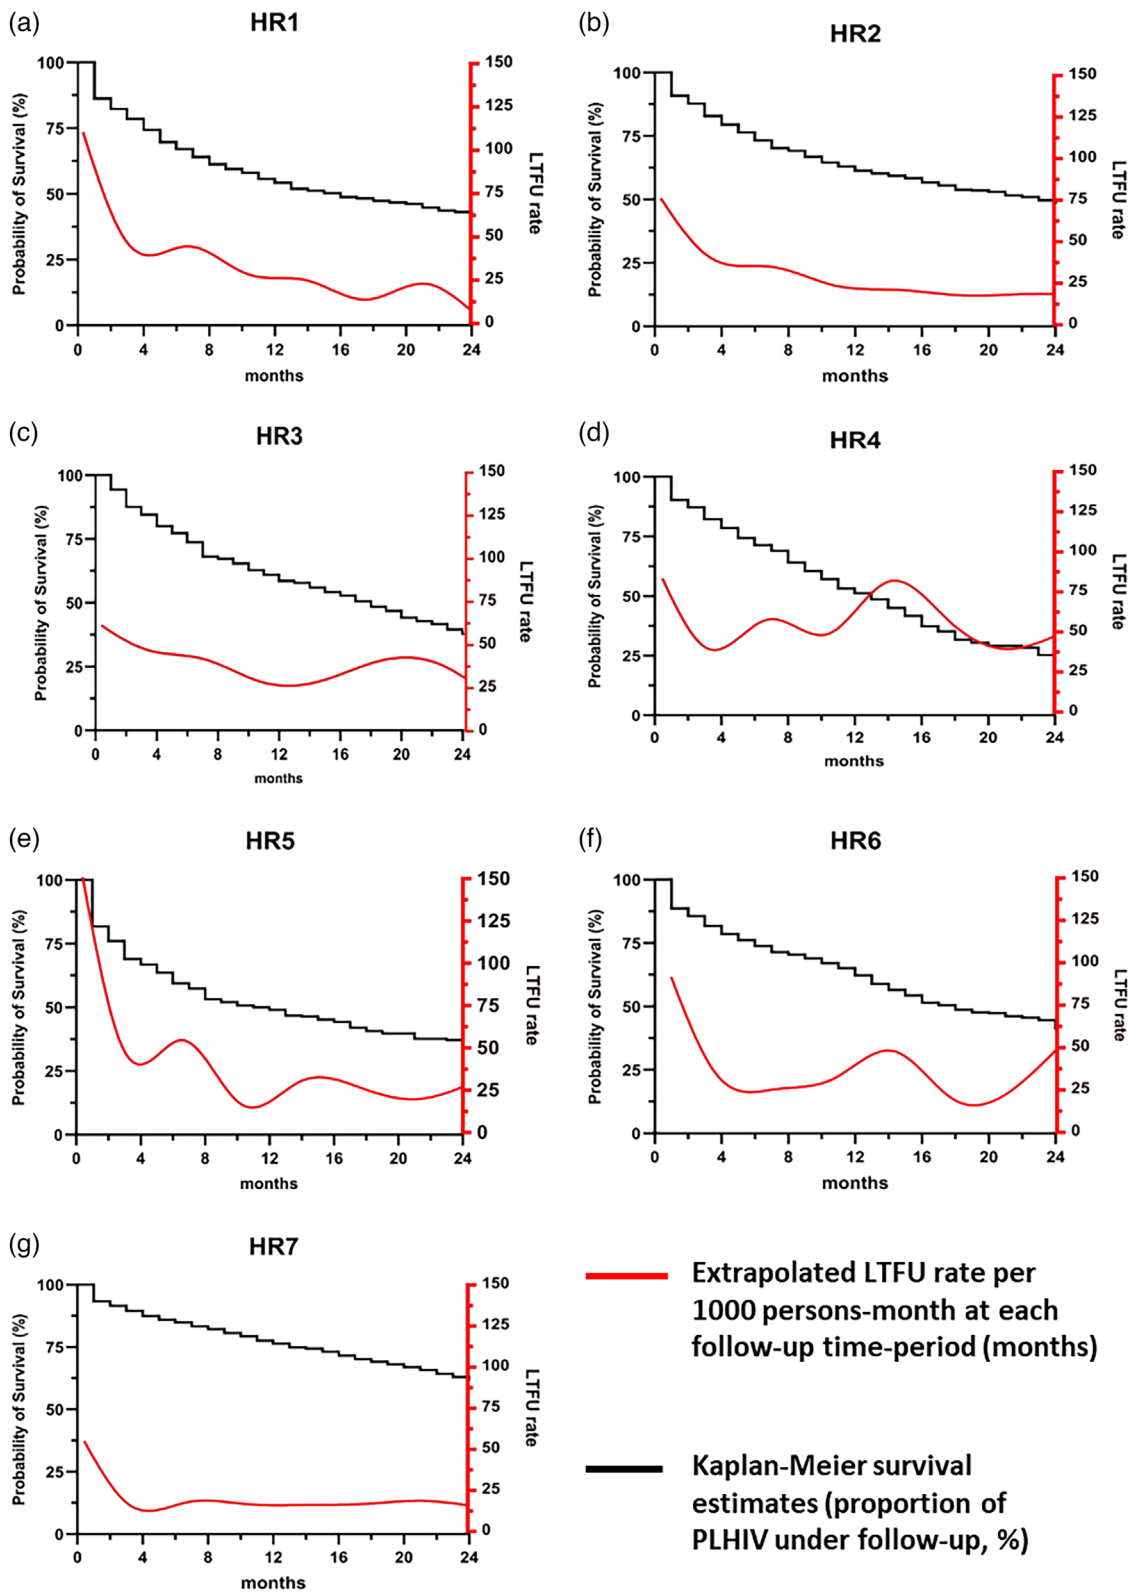 (a)
HR1
Probability of Survival (%)
100
75
50
25
0
0 4 8 12 16 20 24
months
150
125
100
75
50
25
0
LTFU rate
(b)
HR2
Probability of Survival (%)
100
75
50
25
0
0 4 8 12 16 20 24
months
150
125
100
75
50
25
0
LTFU rate
(c)
HR3
Probability of Survival (%)
100
75
50
25
0
0 4 8 12 16 20 24
months
150
125
100
75
50
25
0
LTFU rate
(d)
HR4
Probability of Survival (%)
100
75
50
25
0
0 4 8 12 16 20 24
months
150
125
100
75
50
25
0
LTFU rate
(e)
HR5
Probability of Survival (%)
100
75
50
25
0
0 4 8 12 16 20 24
months
150
125
100
75
50
25
0
LTFU rate
(f)
HR6
Probability of Survival (%)
100
75
50
25
0
0 4 8 12 16 20 24
months
150
125
100
75
50
25
0
LTFU rate
(g)
HR7
Probability of Survival (%)
100
75
50
25
0
0 4 8 12 16 20 24
months
150
125
100
75
50
25
0
LTFU rate
Extrapolated LTFU rate per
1000 persons-month at each
follow-up time-period (months)
Kaplan-Meier survival
estimates (proportion of
PLHIV under follow-up, %)